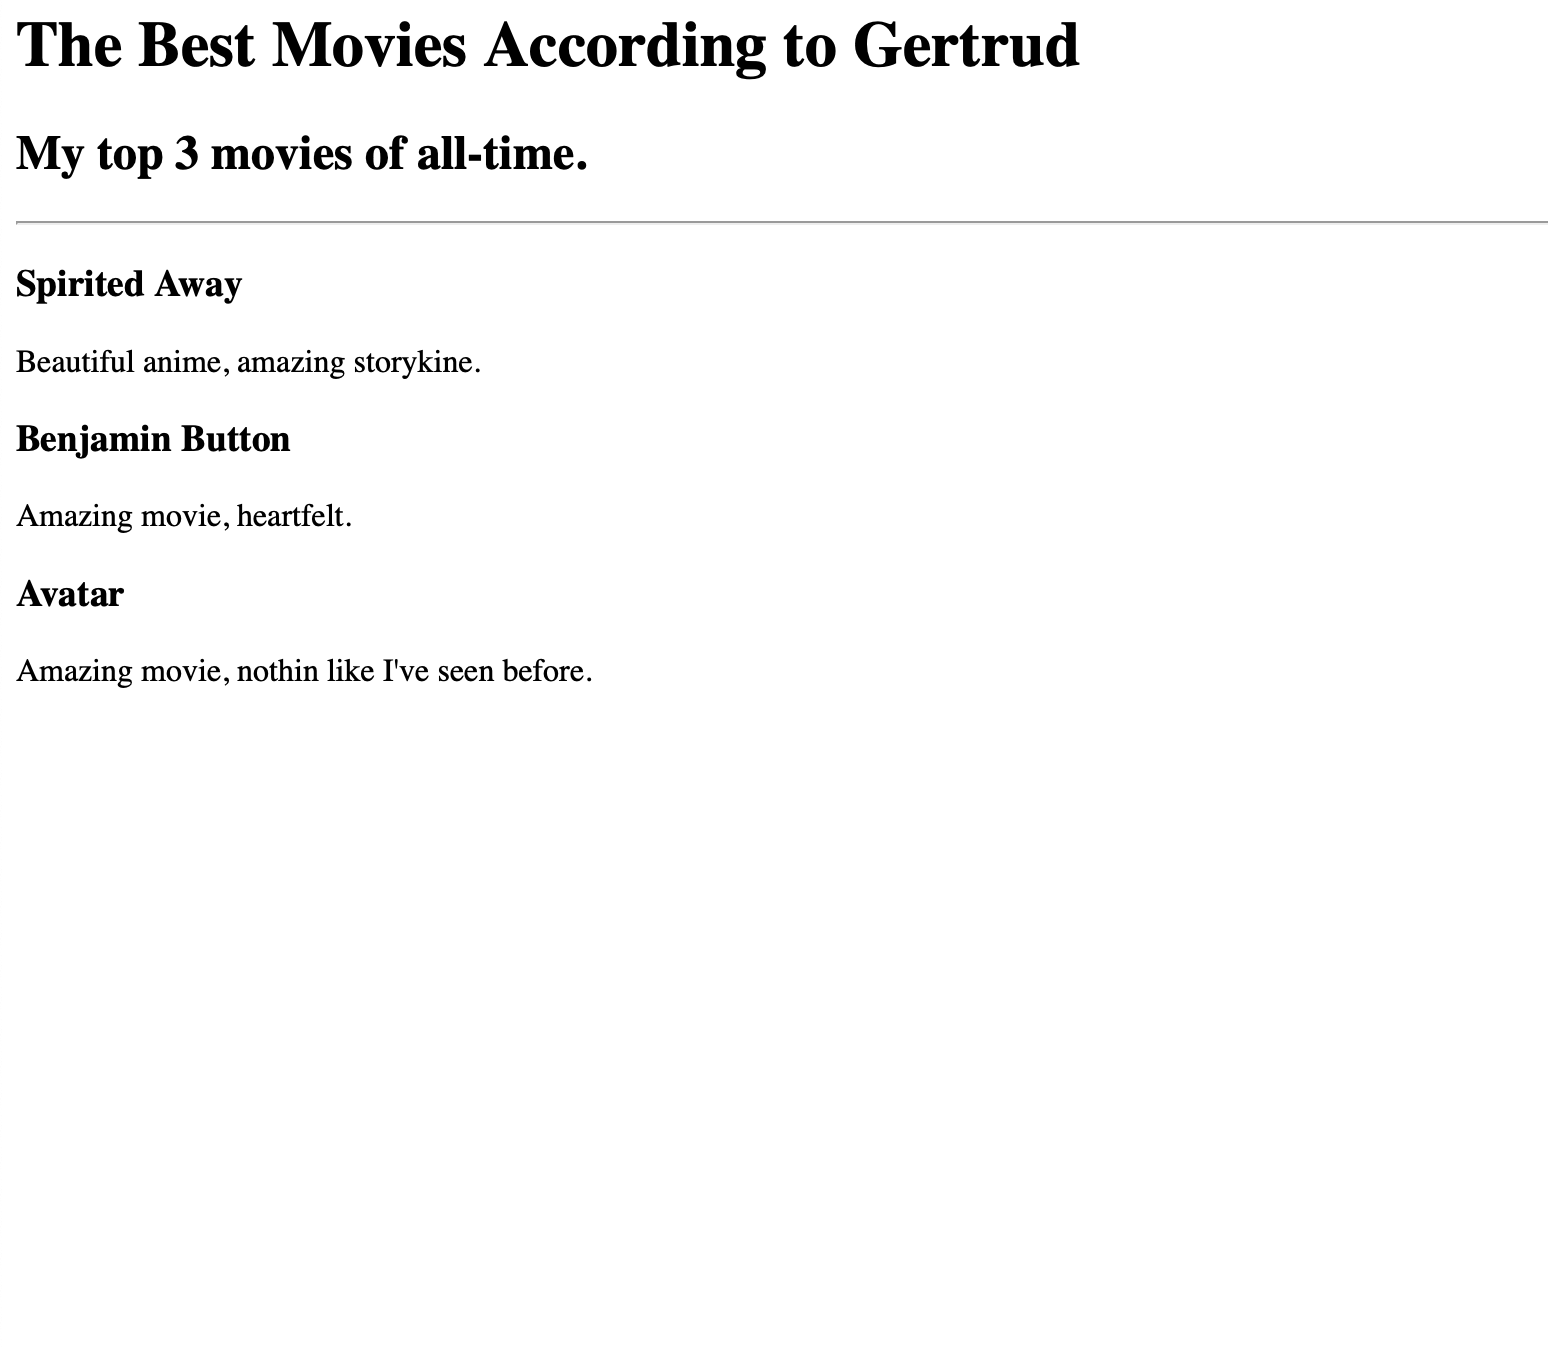 The Best Movies According to Gertrud
My top 3 movies of all-time.
Spirited Away
Beautiful anime, amazing storykine.
Benjamin Button
Amazing movie, heartfelt.
Avatar
Amazing movie, nothin like I've seen before.